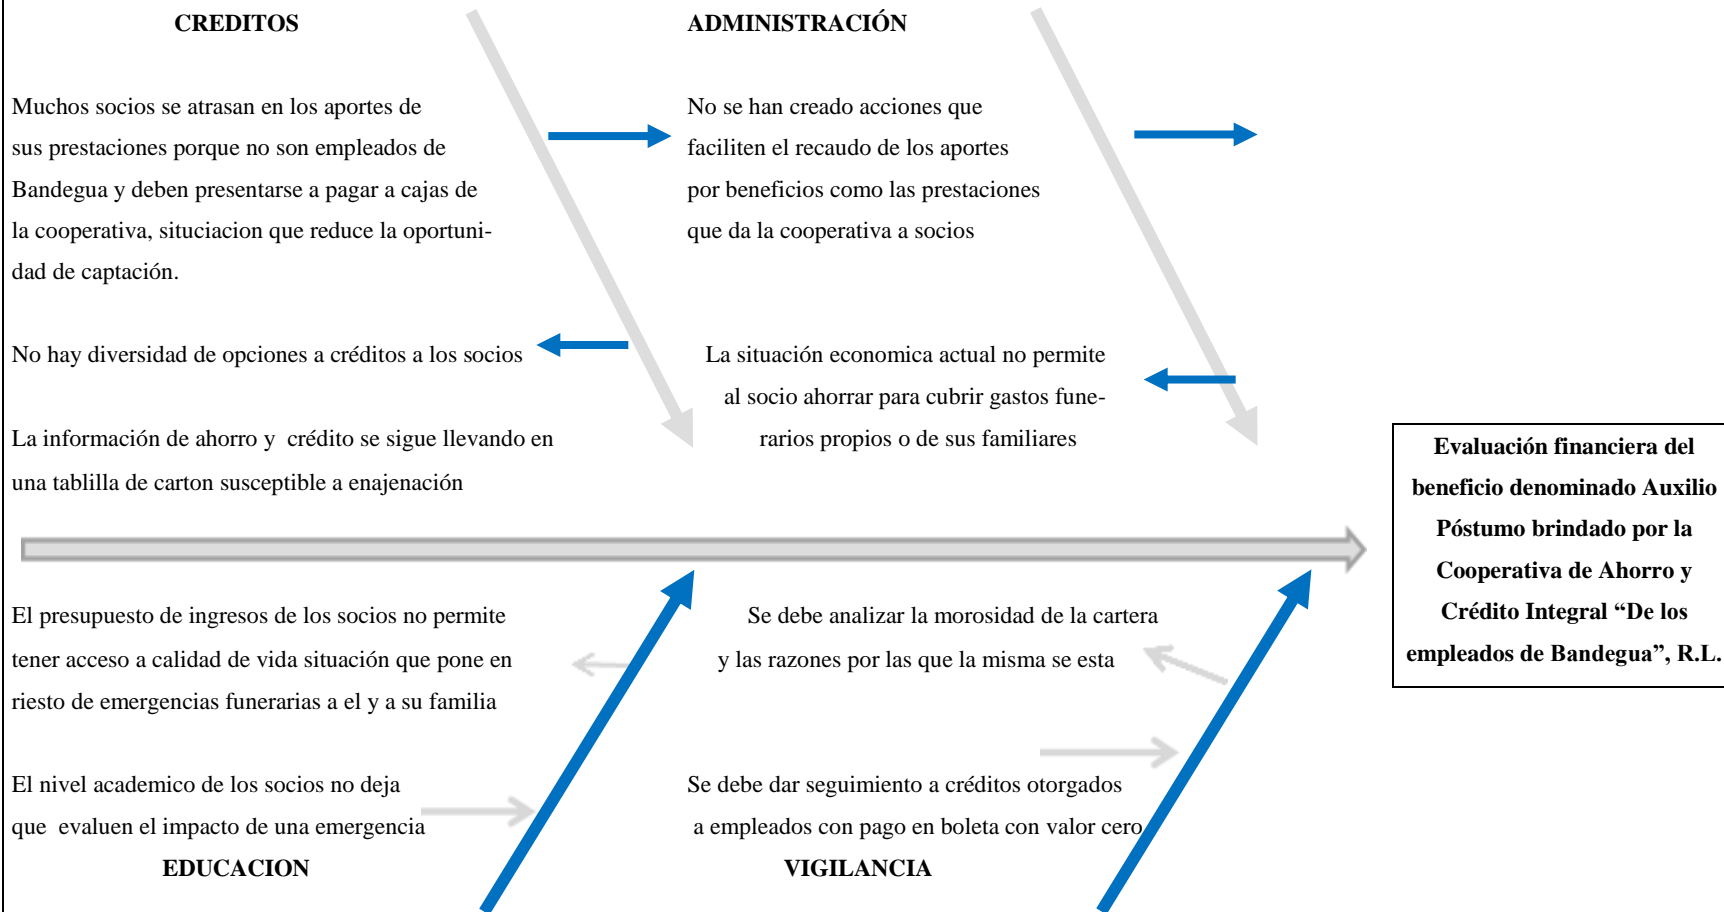 CREDITOS
Muchos socios se atrasan en los aportes de
sus prestaciones porque no son empleados de
Bandegua y deben presentarse a pagar a cajas de
la cooperativa, situciacion que reduce la oportuni-
dad de captación.
No hay diversidad de opciones a créditos a los socios
La información de ahorro y crédito se sigue llevando en
una tablilla de carton susceptible a enajenación
ADMINISTRACIÓN
No se han creado acciones que
faciliten el recaudo de los aportes
por beneficios como las prestaciones
que da la cooperativa a socios
La situación economica actual no permite
al socio ahorrar para cubrir gastos fune-
rarios propios o de sus familiares
Evaluación financiera del
beneficio denominado Auxilio
Póstumo brindado por la
Cooperativa de Ahorro y
Crédito Integral “De los
empleados de Bandegua”, R.L.
El presupuesto de ingresos de los socios no permite
tener acceso a calidad de vida situación que pone en
riesto de emergencias funerarias a el y a su familia
El nivel academico de los socios no deja
que evaluen el impacto de una emergencia
EDUCACION
Se debe analizar la morosidad de la cartera
y las razones por las que la misma se esta
Se debe dar seguimiento a créditos otorgados
a empleados con pago en boleta con valor cero
VIGILANCIA